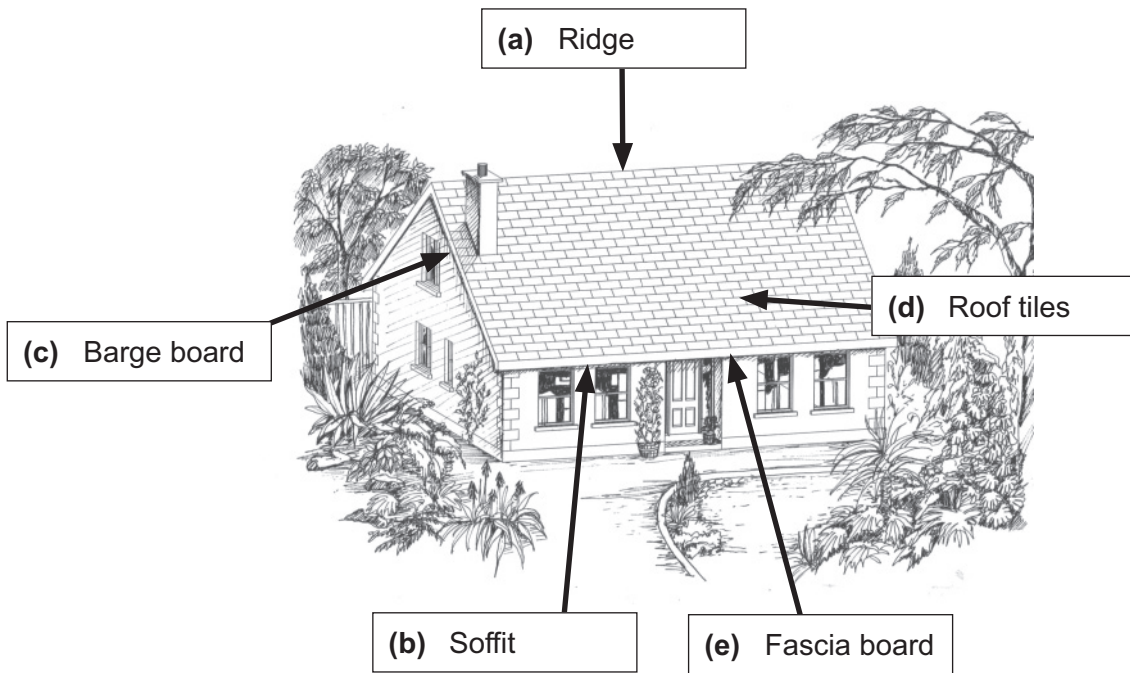 (a) Ridge
(d) Roof tiles
(c) Barge board
(b) Soffit
(e) Fascia board